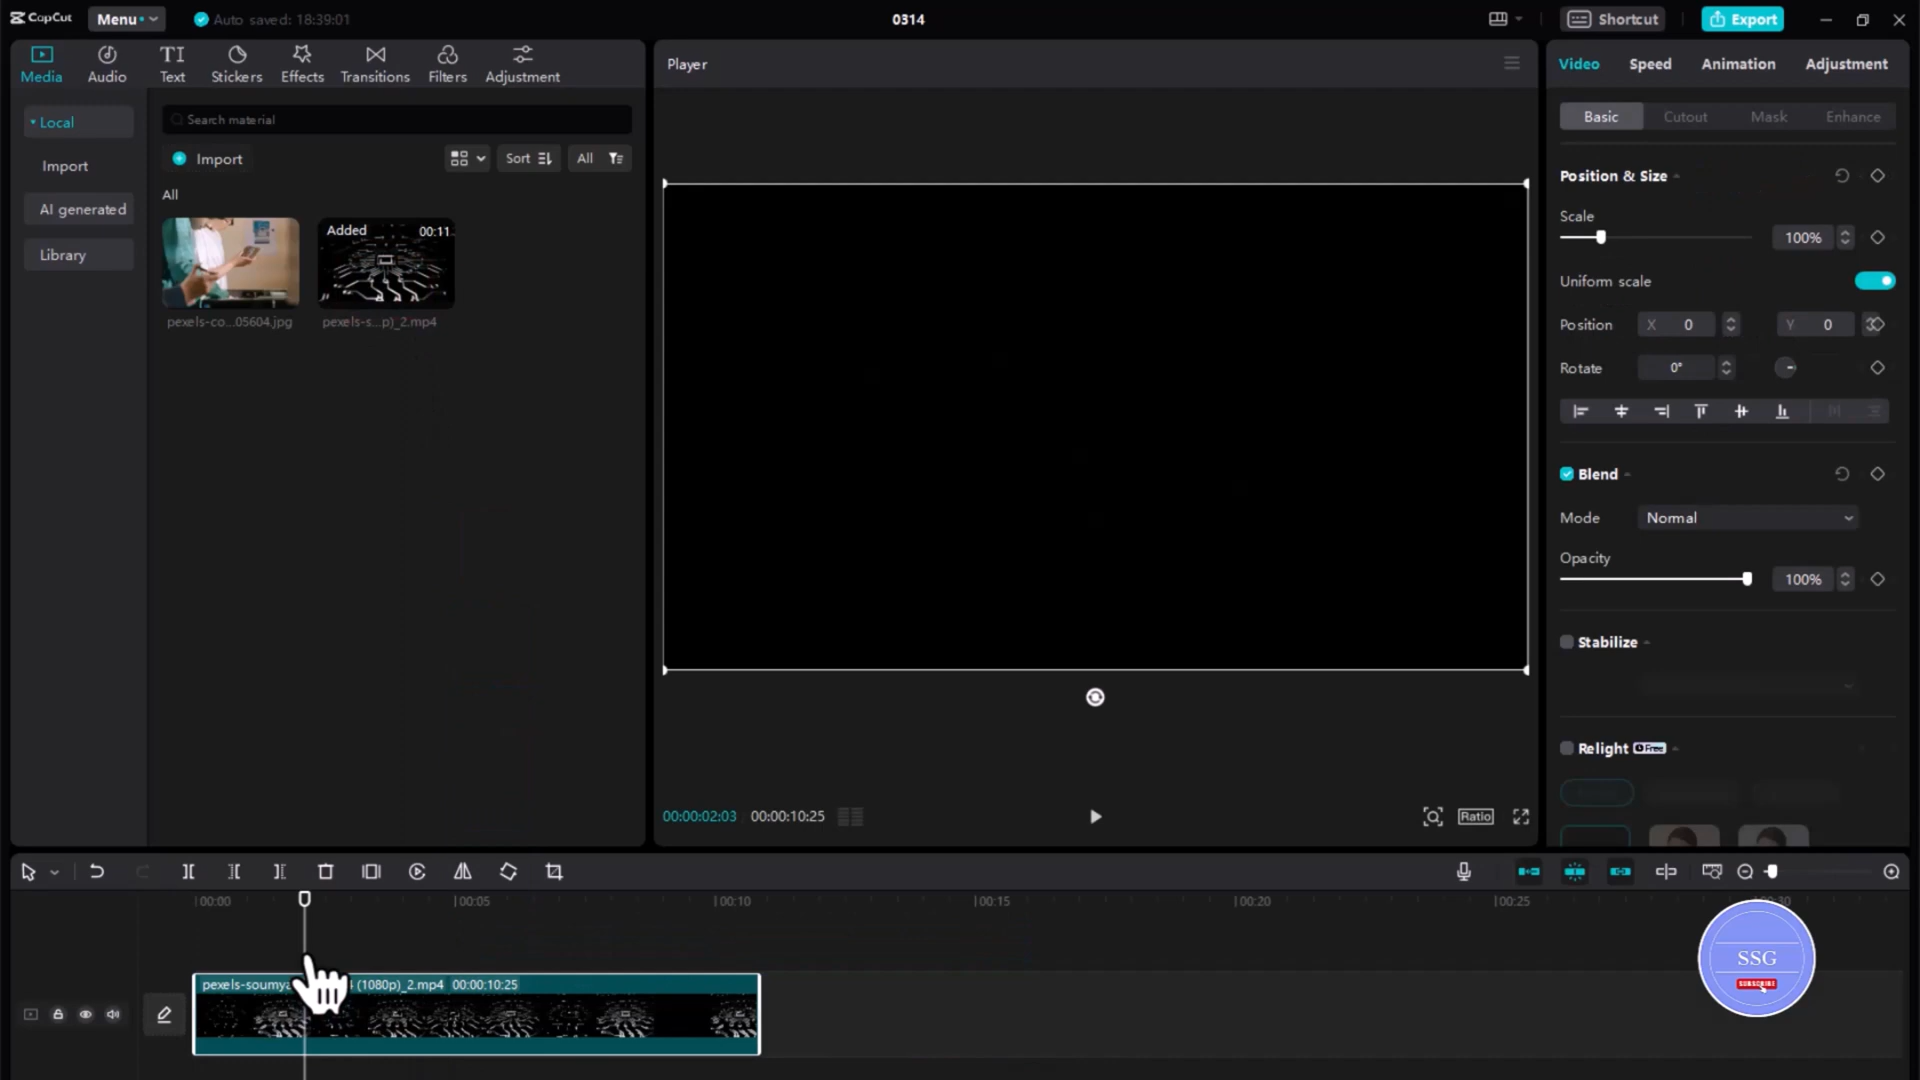 CapCut
Menu
Auto saved: 18:39:01
0314
Shortcut
Export
Media
Audio
TI
Text
Stickers
Effects
Transitions
Filters
Adjustment
Player
Video
Speed
Animation
Adjustment
Local
Search material
Basic
Cutout
Mask
Enhance
Import
Import
Sort
All
All
Position & Size
AI generated
Scale
100%
Added
00:11
Library
Uniform scale
Position
X
0
Y
0
pexels-co...05604.jpg
pexels-s...p)_2.mp4
Rotate
0°
Blend
Mode
Normal
Opacity
100%
Stabilize
Relight
Free
00:00:02:03
00:00:10:25
Ratio
00:00
00:05
00:10
00:15
00:20
00:25
00:30
SSG
SUBSCRIBE
pexels-soumya
(1080p)_2.mp4
00:00:10:25